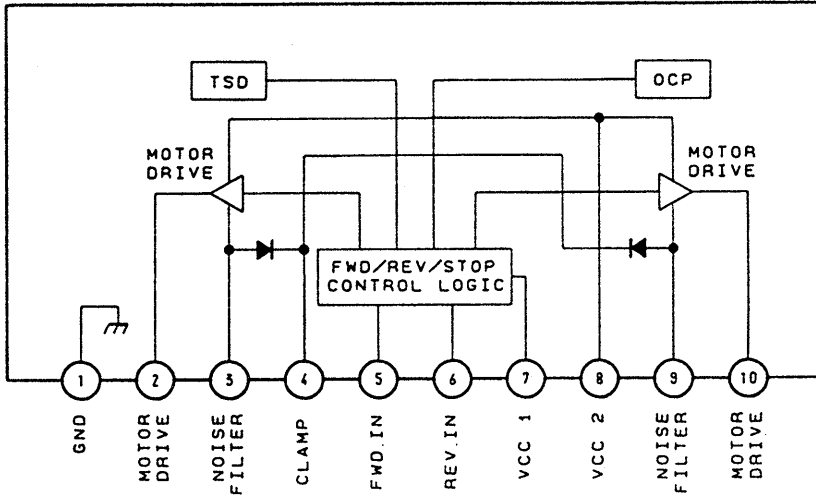 TSD
OCP
MOTOR
DRIVE
MOTOR
DRIVE
FWD/REV/STOP
CONTROL LOGIC
1
2
3
4
5
6
7
8
9
10
GND
MOTOR
DRIVE
NOISE
FILTER
CLAMP
FWD.IN
REV.IN
VCC 1
VCC 2
NOISE
FILTER
MOTOR
DRIVE